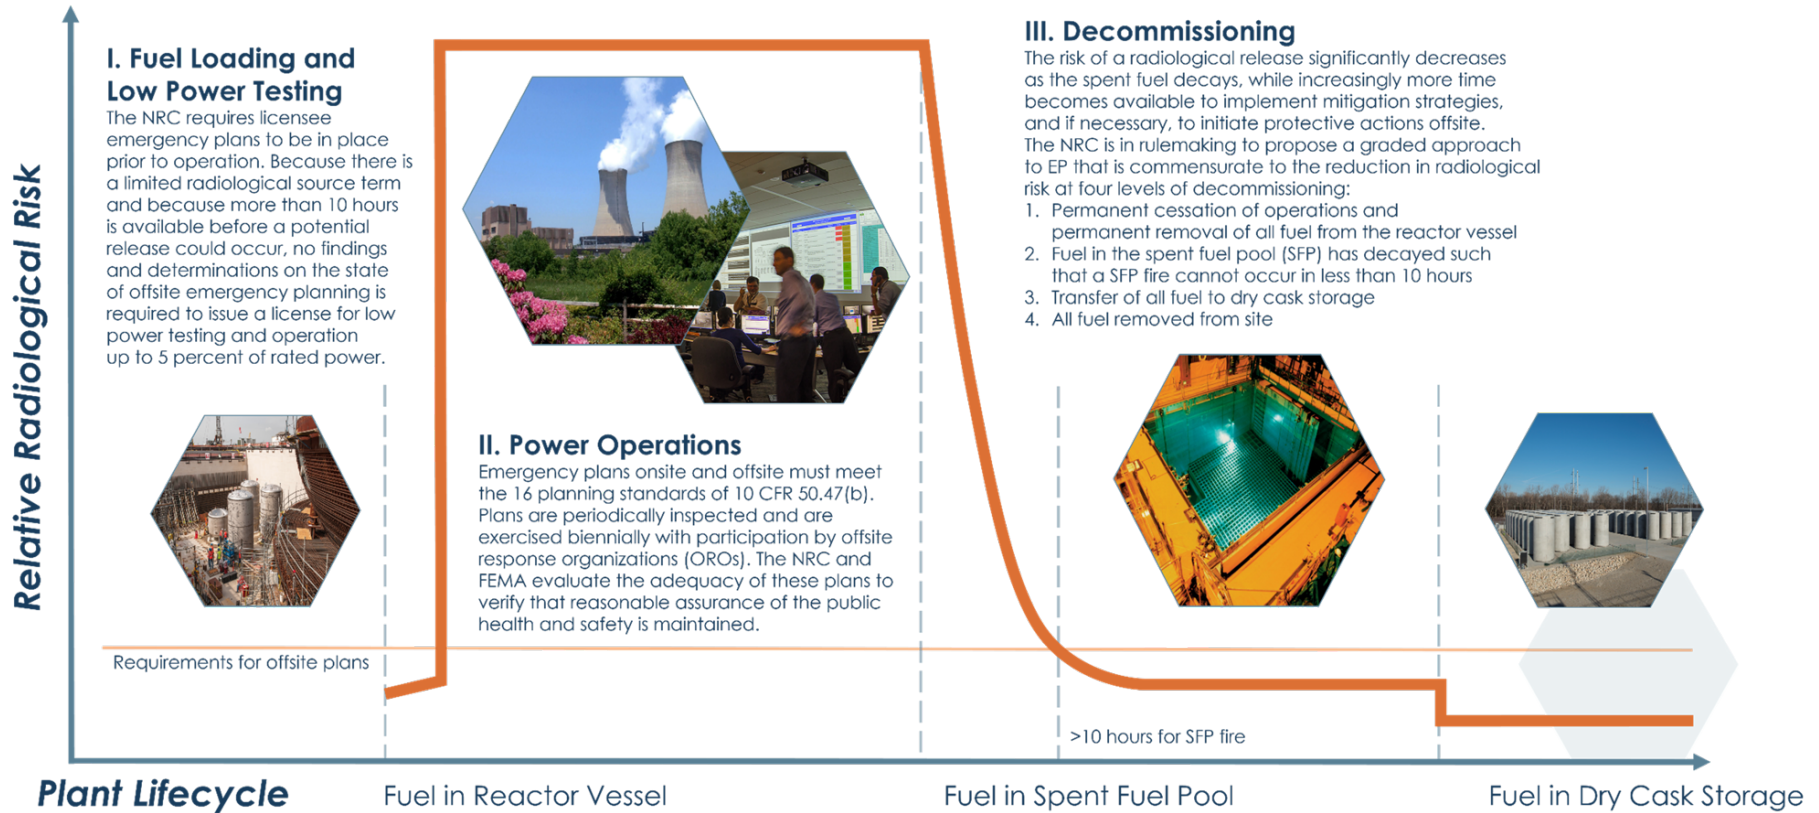 I. Fuel Loading and
Low Power Testing
The NRC requires licensee
emergency plans to be in place
prior to operation. Because there is
a limited radiological source term
and because more than 10 hours
is available before a potential
release could occur, no findings
and determinations on the state
of offsite emergency planning is
required to issue a license for low
power testing and operation
up to 5 percent of rated power.
II. Power Operations
Emergency plans onsite and offsite must meet
the 16 planning standards of 10 CFR 50.47(b).
Plans are periodically inspected and are
exercised biennially with participation by offsite
response organizations (OROs). The NRC and
FEMA evaluate the adequacy of these plans to
verify that reasonable assurance of the public
health and safety is maintained.
III. Decommissioning
The risk of a radiological release significantly decreases
as the spent fuel decays, while increasingly more time
becomes available to implement mitigation strategies,
and if necessary, to initiate protective actions offsite.
The NRC is in rulemaking to propose a graded approach
to EP that is commensurate to the reduction in radiological
risk at four levels of decommissioning:
1. Permanent cessation of operations and
permanent removal of all fuel from the reactor vessel
2. Fuel in the spent fuel pool (SFP) has decayed such
that a SFP fire cannot occur in less than 10 hours
3. Transfer of all fuel to dry cask storage
4. All fuel removed from site
Relative Radiological Risk
Requirements for offsite plans
>10 hours for SFP fire
Plant Lifecycle
Fuel in Reactor Vessel
Fuel in Spent Fuel Pool
Fuel in Dry Cask Storage